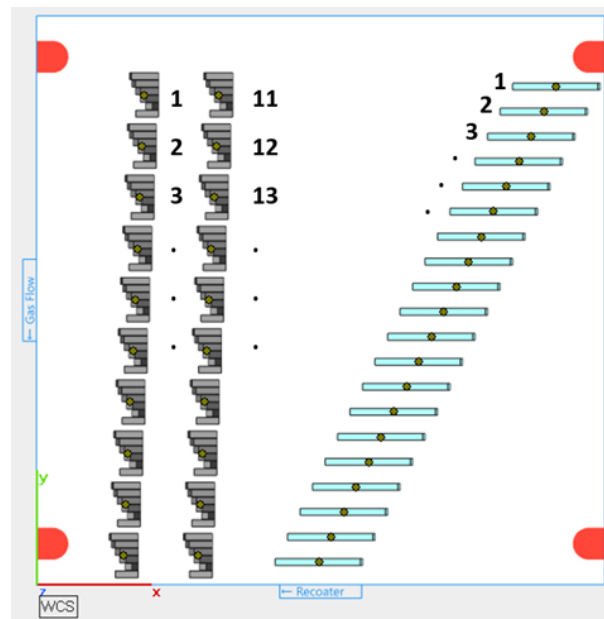 1 11 1
2 12 2
3 13 3
← Gas Flow
y
z x
WCS
← Recoater